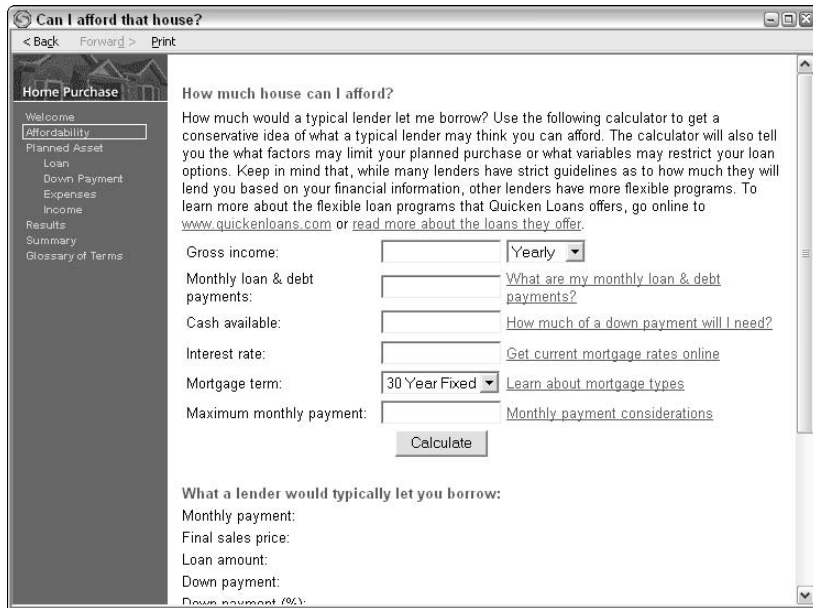 Can I afford that house?
< Back Forward > Print
Home Purchase
Welcome
Affordability
Planned Asset
Loan
Down Payment
Expenses
Income
Results
Summary
Glossary of Terms
How much house can I afford?
How much would a typical lender let me borrow? Use the following calculator to get a
conservative idea of what a typical lender may think you can afford. The calculator will also tell
you the what factors may limit your planned purchase or what variables may restrict your loan
options. Keep in mind that, while many lenders have strict guidelines as to how much they will
lend you based on your financial information, other lenders have more flexible programs. To
learn more about the flexible loan programs that Quicken Loans offers, go online to
www.quickenloans.com or read more about the loans they offer.
Gross income: Yearly
Monthly loan & debt
payments:
What are my monthly loan & debt
payments?
Cash available: How much of a down payment will I need?
Interest rate: Get current mortgage rates online
Mortgage term: 30 Year Fixed Learn about mortgage types
Maximum monthly payment: Monthly payment considerations
Calculate
What a lender would typically let you borrow:
Monthly payment:
Final sales price:
Loan amount:
Down payment:
Down payment (%):